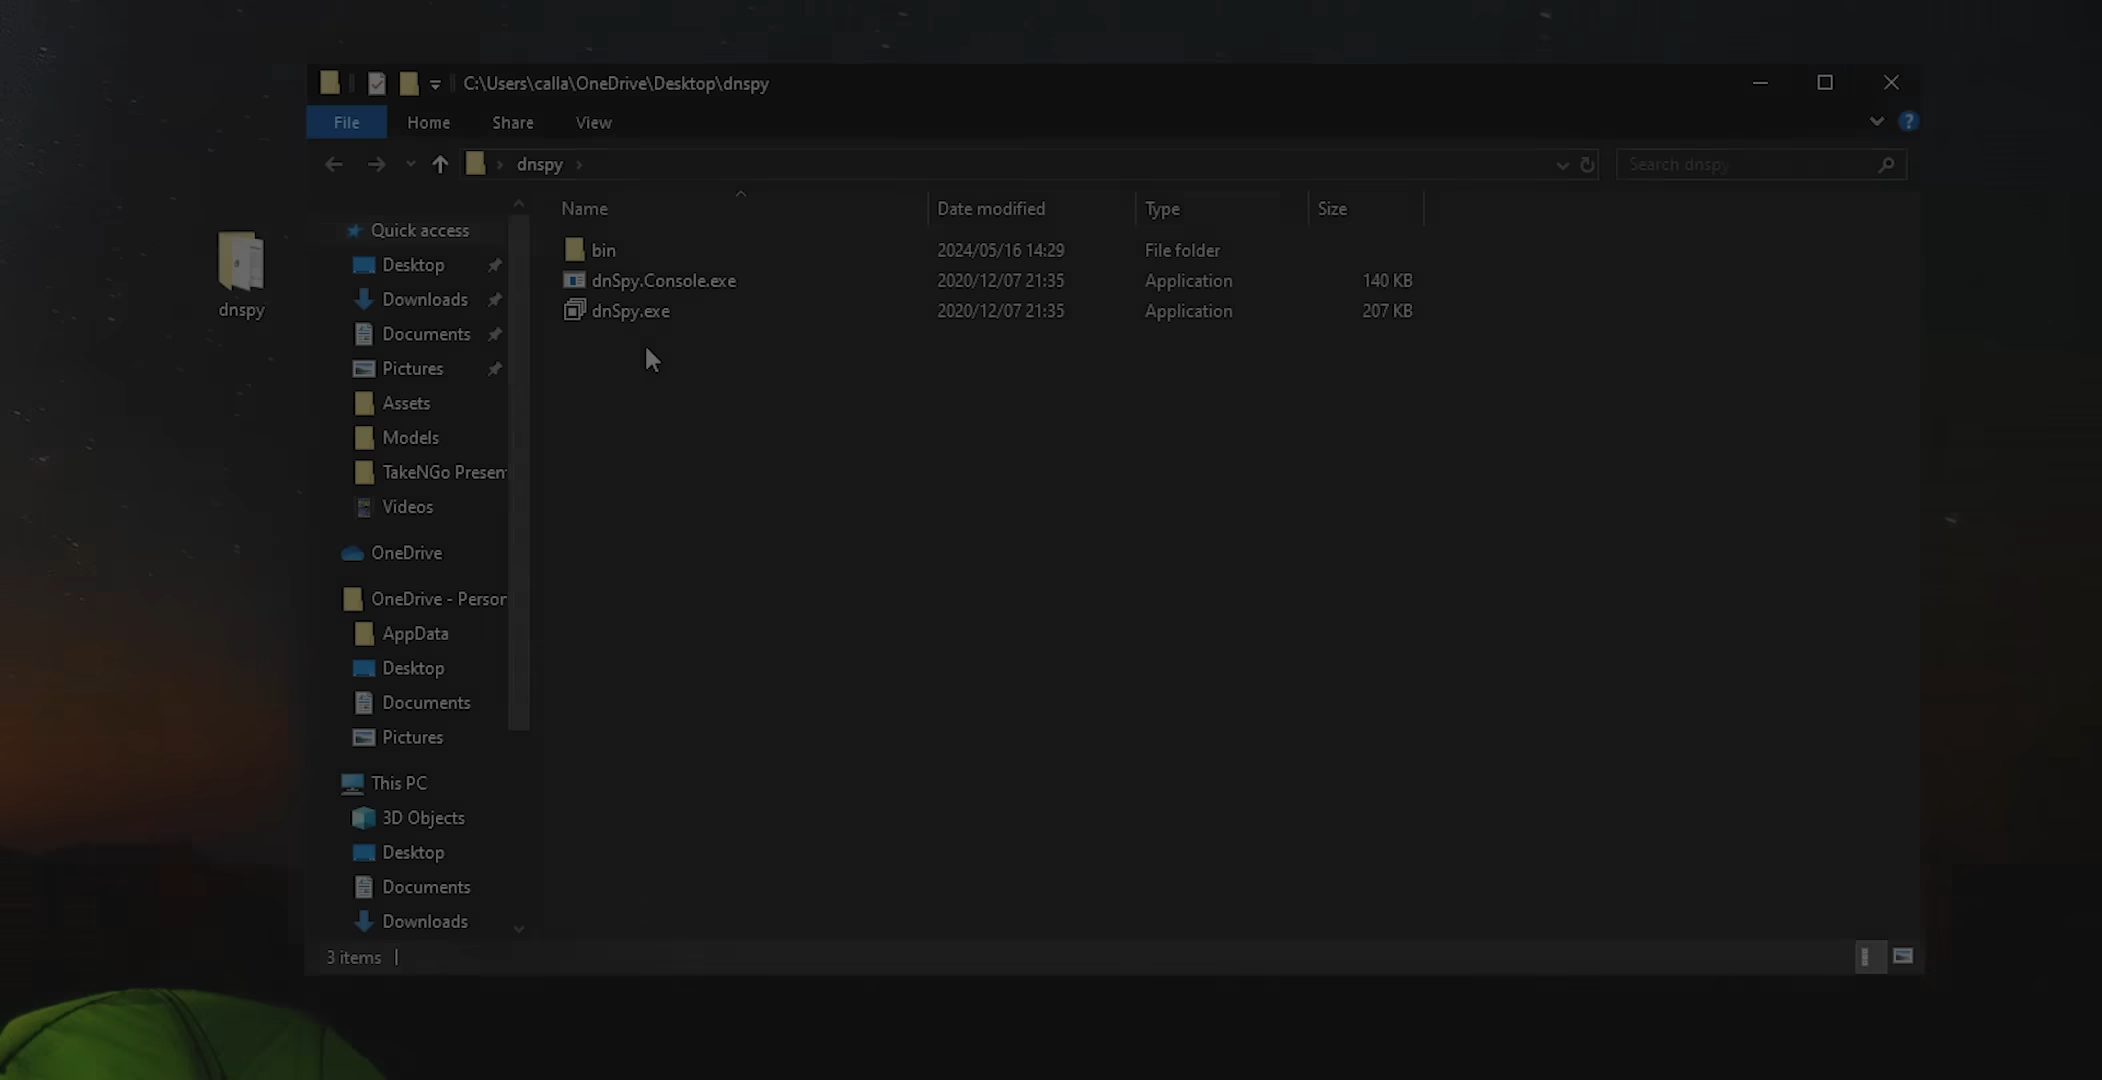 C:\Users\calla\OneDrive\Desktop\dnspy
File Home Share View
dnspy
Search dnspy
Name Date modified Type Size
bin 2024/05/16 14:29 File folder
dnSpy.Console.exe 2020/12/07 21:35 Application 140 KB
dnSpy.exe 2020/12/07 21:35 Application 207 KB
dnspy
Quick access
Desktop
Downloads
Documents
Pictures
Assets
Models
TakeNGo Presen
Videos
OneDrive
OneDrive - Person
AppData
Desktop
Documents
Pictures
This PC
3D Objects
Desktop
Documents
Downloads
3 items